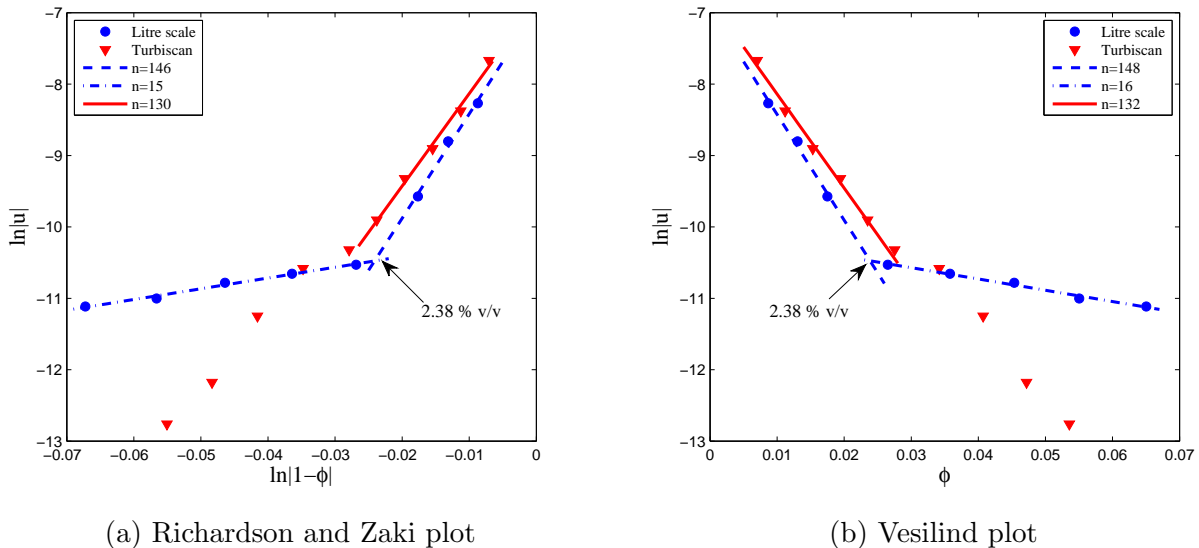 −7
−8
−9
−10
−11
−12
−13
ln|u|
Litre scale
Turbiscan
n=146
n=15
n=130
2.38 % v/v
−0.07 −0.06 −0.05 −0.04 −0.03 −0.02 −0.01 0
ln|1−ϕ|
(a) Richardson and Zaki plot
−7
−8
−9
−10
−11
−12
−13
ln|u|
Litre scale
Turbiscan
n=148
n=16
n=132
2.38 % v/v
0 0.01 0.02 0.03 0.04 0.05 0.06 0.07
ϕ
(b) Vesilind plot